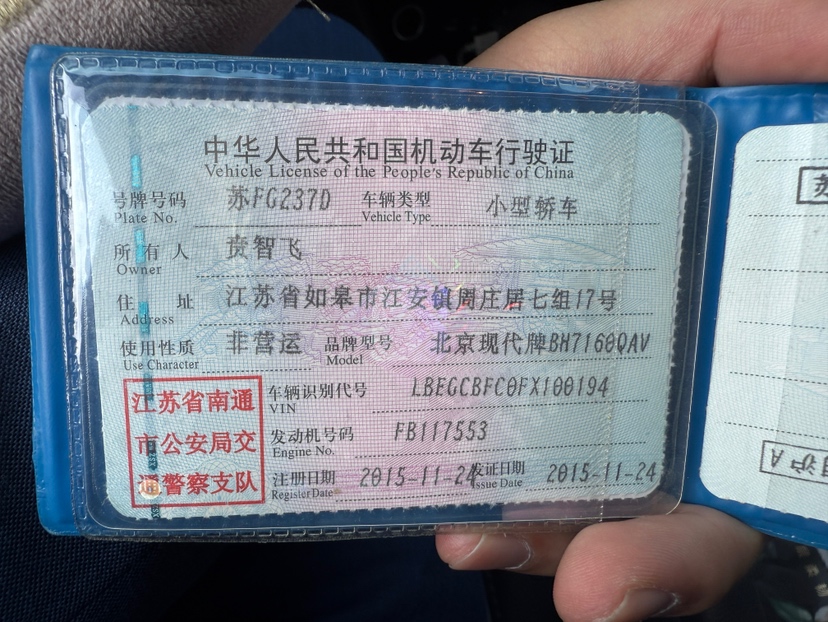 中华人民共和国机动车行驶证
Vehicle License of the People's Republic of China
号牌号码 苏FG237D 车辆类型 小型轿车
Plate No. Vehicle Type
所有人 贲智飞
Owner
住址 江苏省如皋市江安镇周庄居七组17号
Address
使用性质 非营运 品牌型号 北京现代牌BH7160QAV
Use Character Model
江苏省南通
市公安局交
通警察支队
车辆识别代号 LBEGCBFC0FX100194
VIN
发动机号码 FB117553
Engine No.
注册日期 2015-11-24 发证日期 2015-11-24
Register Date Issue Date
苏